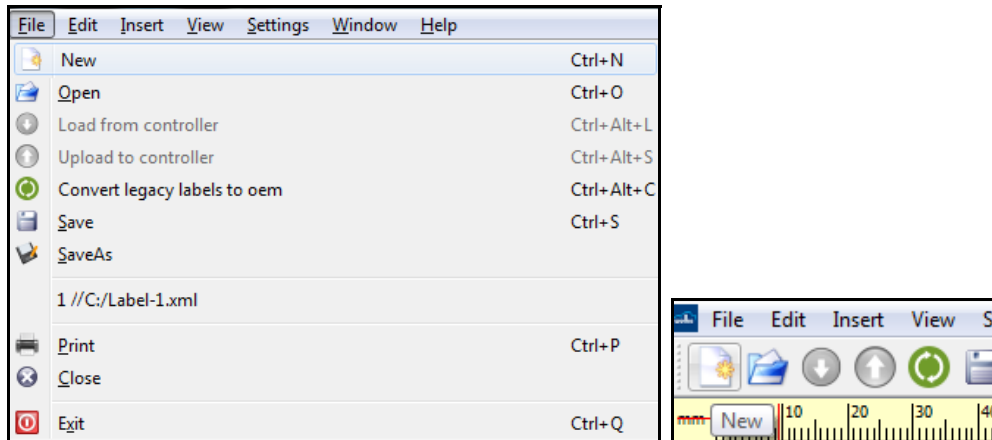 File Edit Insert View Settings Window Help
New Ctrl+N
Open Ctrl+O
Load from controller Ctrl+Alt+L
Upload to controller Ctrl+Alt+S
Convert legacy labels to oem Ctrl+Alt+C
Save Ctrl+S
SaveAs
1 //C:/Label-1.xml
Print Ctrl+P
Close
Exit Ctrl+Q
File Edit Insert View S
mm New 10 20 30 40